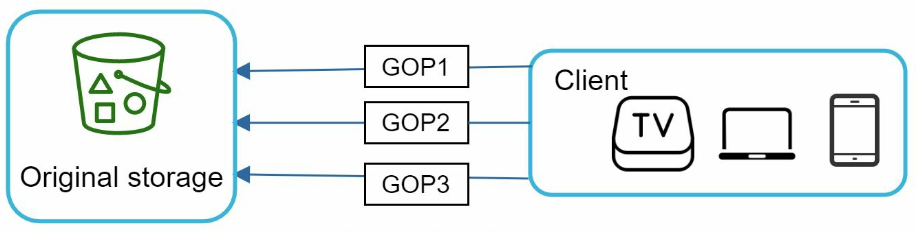 Original storage
GOP1
GOP2
GOP3
Client
TV